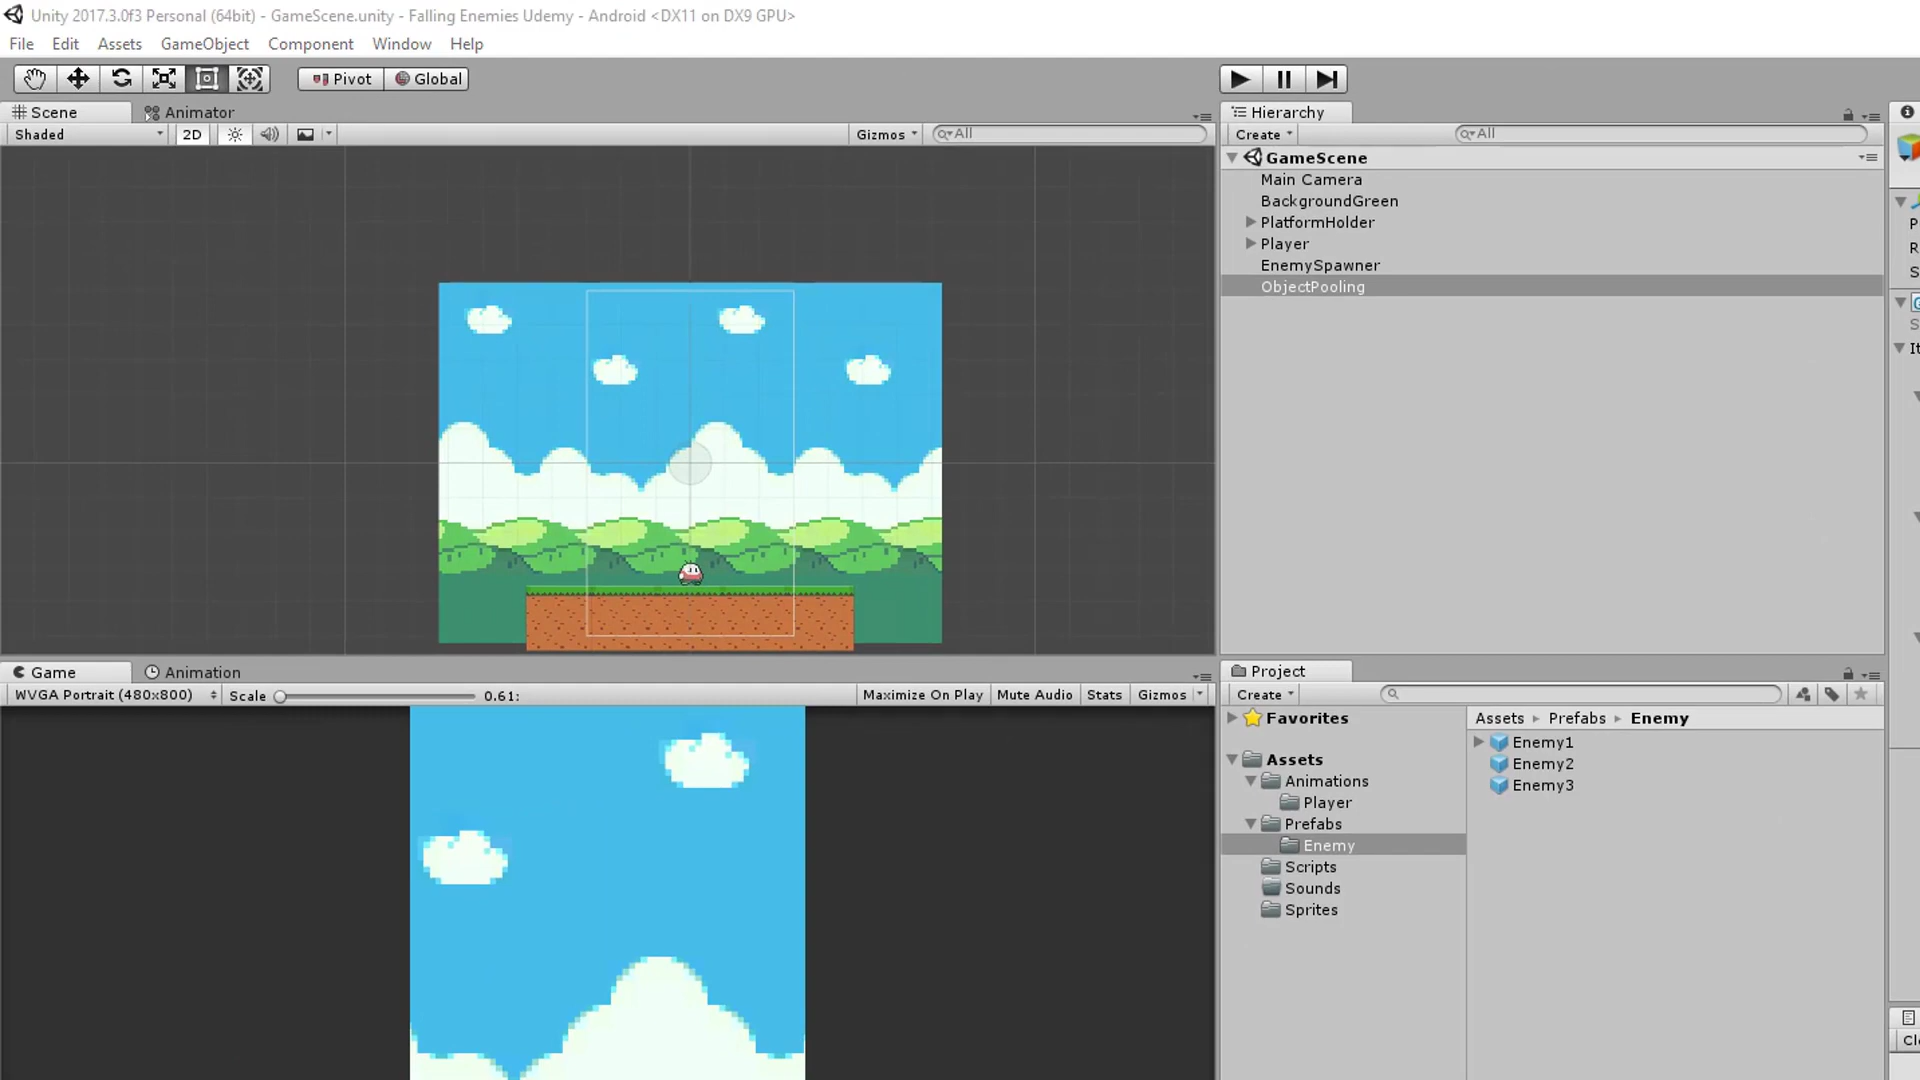 Unity 2017.3.0f3 Personal (64bit) - GameScene.unity - Falling Enemies Udemy - Android <DX11 on DX9 GPU>
File Edit Assets GameObject Component Window Help
Pivot Global
Scene Animator
Shaded 2D Gizmos All
Hierarchy
Create All
GameScene
Main Camera
BackgroundGreen
PlatformHolder
Player
EnemySpawner
ObjectPooling
P
R
S
S
It
Game Animation
WVGA Portrait (480x800) Scale 0.61: Maximize On Play Mute Audio Stats Gizmos
Project
Create
Favorites
Assets
Animations
Player
Prefabs
Enemy
Scripts
Sounds
Sprites
Assets Prefabs Enemy
Enemy1
Enemy2
Enemy3
Cl